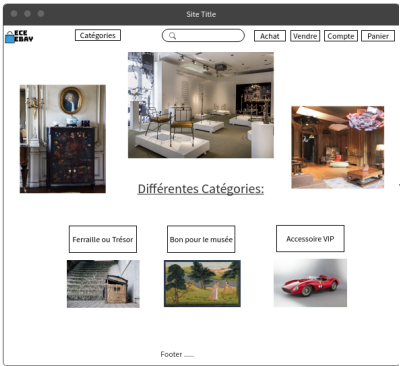 Site Title
ECE
EBAY
Catégories
Achat
Vendre
Compte
Panier
Différentes Catégories:
Ferraille ou Trésor
Bon pour le musée
Accessoire VIP
Footer .....